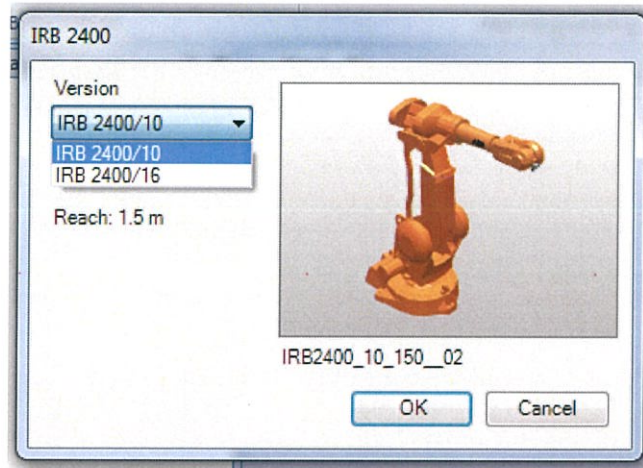 IRB 2400
Version
IRB 2400/10
IRB 2400/10
IRB 2400/16
Reach: 1.5 m
IRB2400_10_150__02
OK
Cancel